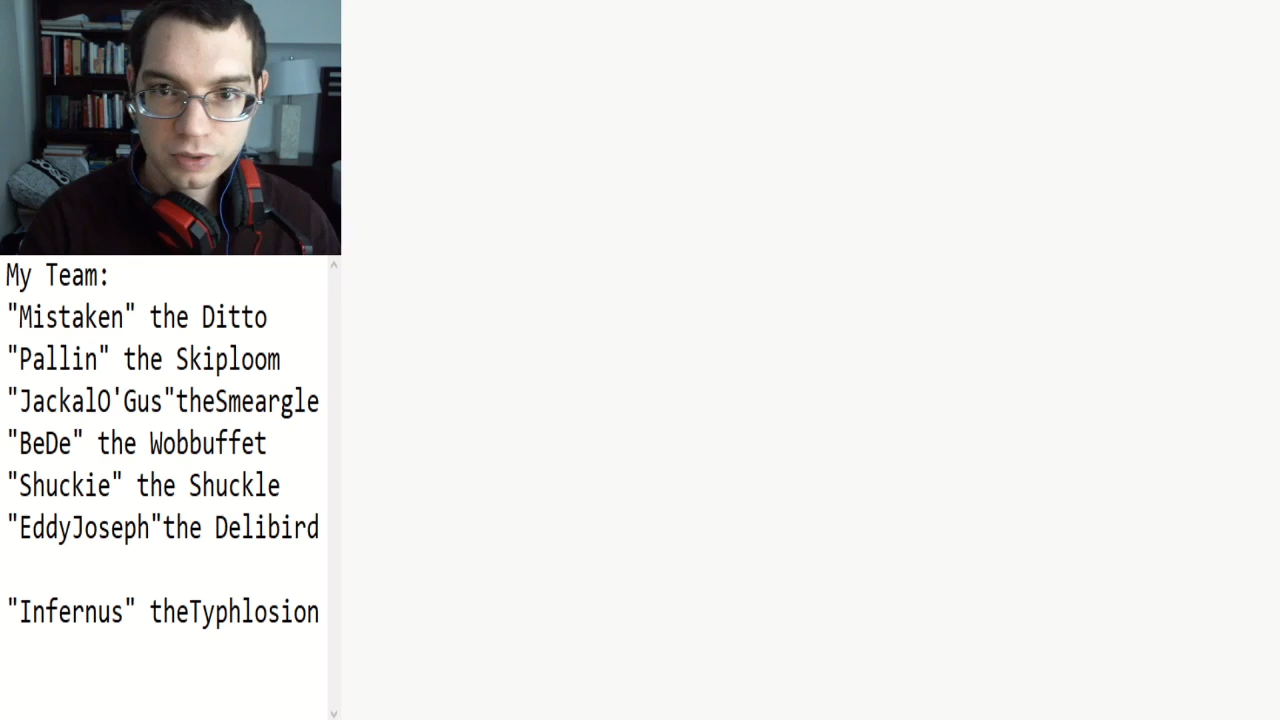 My Team:
"Mistaken" the Ditto
"Pallin" the Skiploom
"JackalO'Gus"theSmeargle
"BeDe" the Wobbuffet
"Shuckie" the Shuckle
"EddyJoseph"the Delibird
"Infernus" theTyphlosion